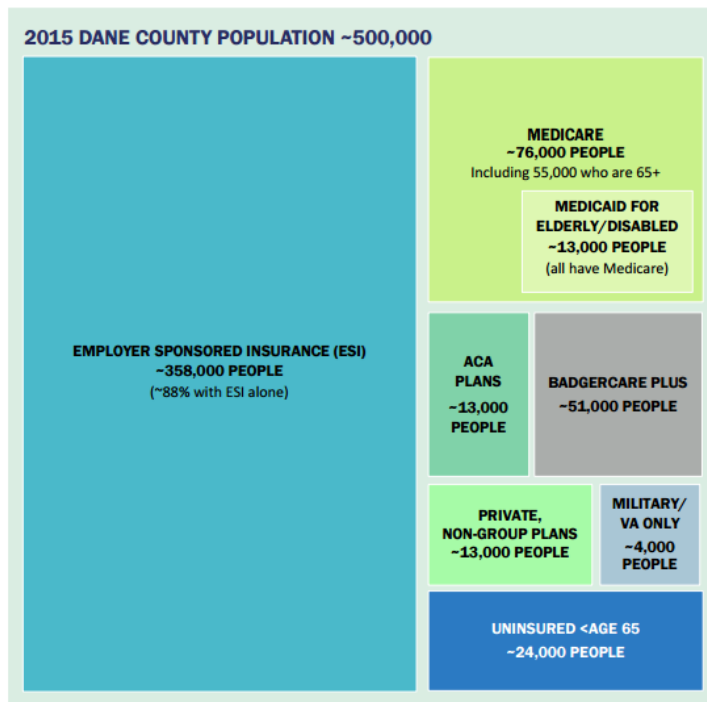 2015 DANE COUNTY POPULATION ~500,000
EMPLOYER SPONSORED INSURANCE (ESI)
~358,000 PEOPLE
(~88% with ESI alone)
MEDICARE
~76,000 PEOPLE
Including 55,000 who are 65+
MEDICAID FOR
ELDERLY/DISABLED
~13,000 PEOPLE
(all have Medicare)
ACA
PLANS
~13,000
PEOPLE
BADGERCARE PLUS
~51,000 PEOPLE
PRIVATE,
NON-GROUP PLANS
~13,000 PEOPLE
MILITARY/
VA ONLY
~4,000
PEOPLE
UNINSURED <AGE 65
~24,000 PEOPLE